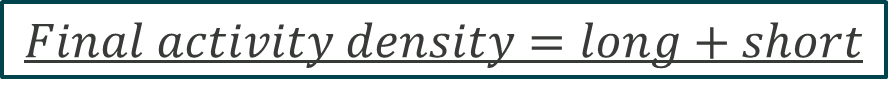 Final activity density = long + short